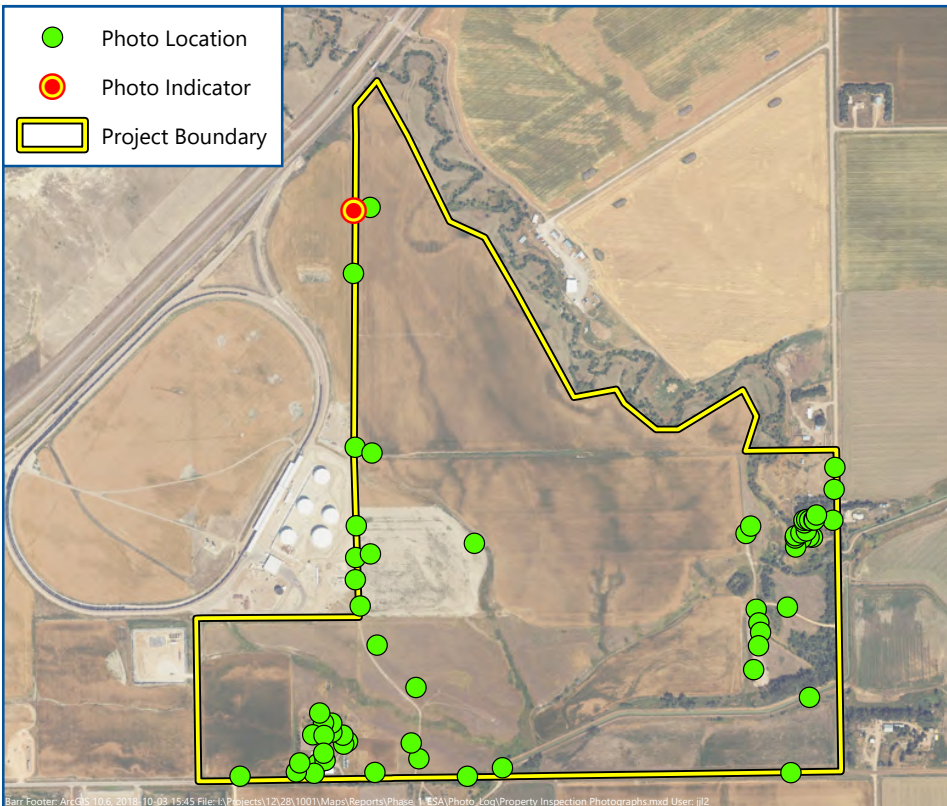 Photo Location
Photo Indicator
Project Boundary
Barr Footer: ArcGIS 10.6, 2018-10-03 15:45 File: I:\Projects\12\28\1001\Maps\Reports\Phase_I_ESA\Photo_Log\Property Inspection Photographs.mxd User: jjl2